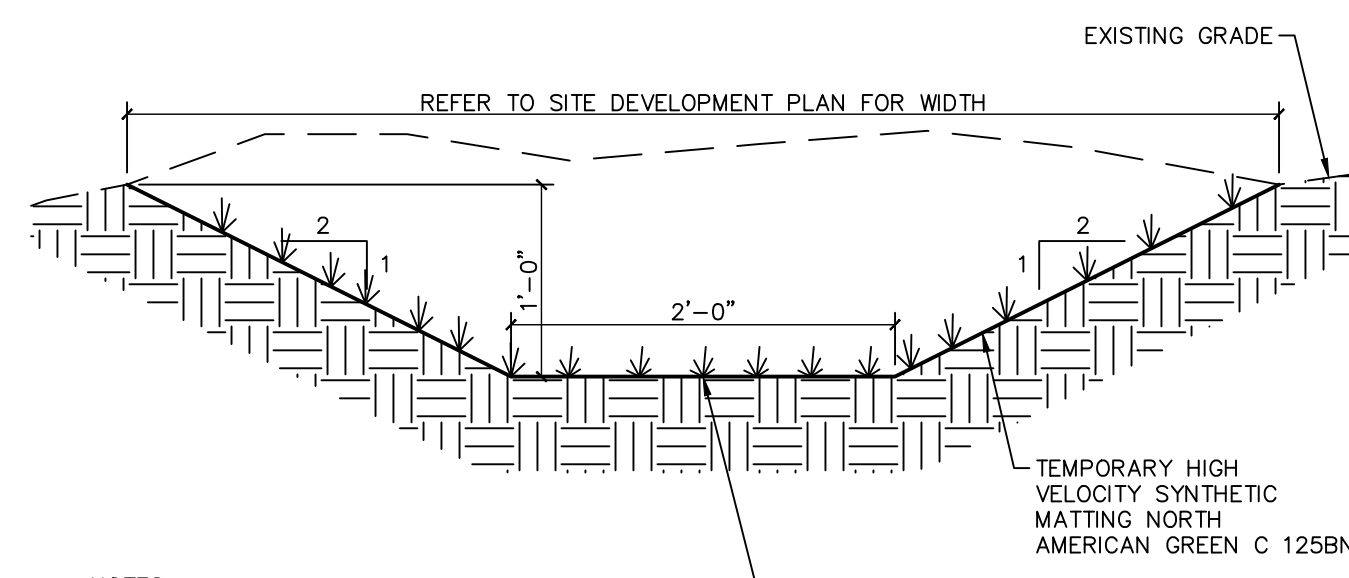 EXISTING GRADE
REFER TO SITE DEVELOPMENT PLAN FOR WIDTH
2
1
2
1
1'-0"
2'-0"
TEMPORARY HIGH
VELOCITY SYNTHETIC
MATTING NORTH
AMERICAN GREEN C 125BN